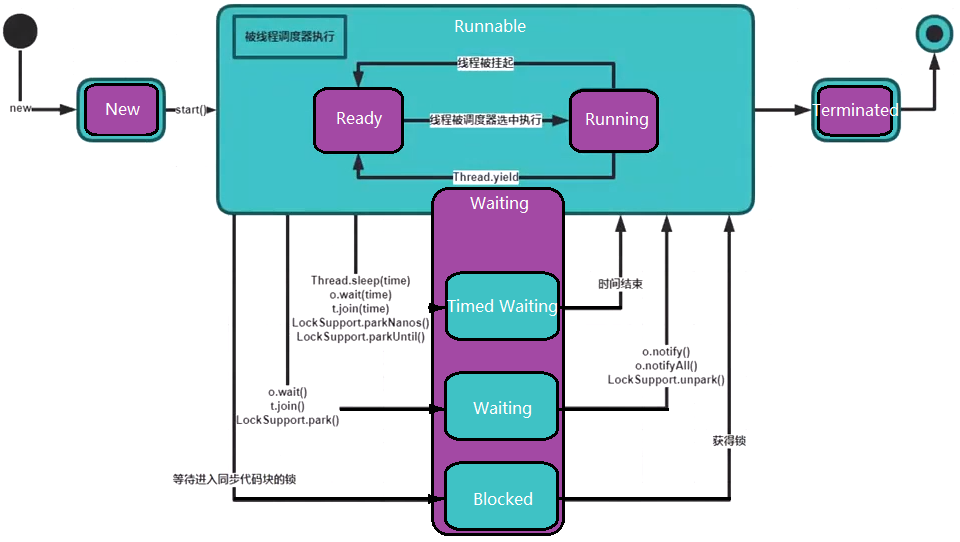 Runnable
被线程调度器执行
线程被挂起
new
New
start()
Ready
线程被调度器选中执行
Running
Terminated
Thread.yield
Waiting
Thread.sleep(time)
o.wait(time)
t.join(time)
LockSupport.parkNanos()
LockSupport.parkUntil()
Timed Waiting
时间结束
o.notify()
o.notifyAll()
LockSupport.unpark()
o.wait()
t.join()
LockSupport.park()
Waiting
获得锁
等待进入同步代码块的锁
Blocked